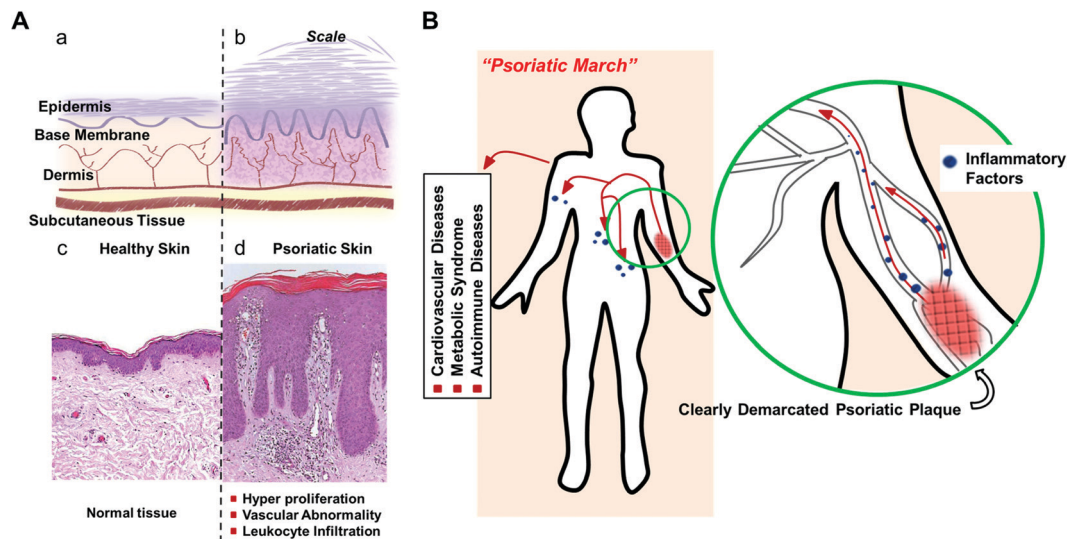 A
a
b
Scale
Epidermis
Base Membrane
Dermis
Subcutaneous Tissue
c
Healthy Skin
d
Psoriatic Skin
Normal tissue
Hyper proliferation
Vascular Abnormality
Leukocyte Infiltration
B
“Psoriatic March”
Cardiovascular Diseases
Metabolic Syndrome
Autoimmune Diseases
Inflammatory
Factors
Clearly Demarcated Psoriatic Plaque